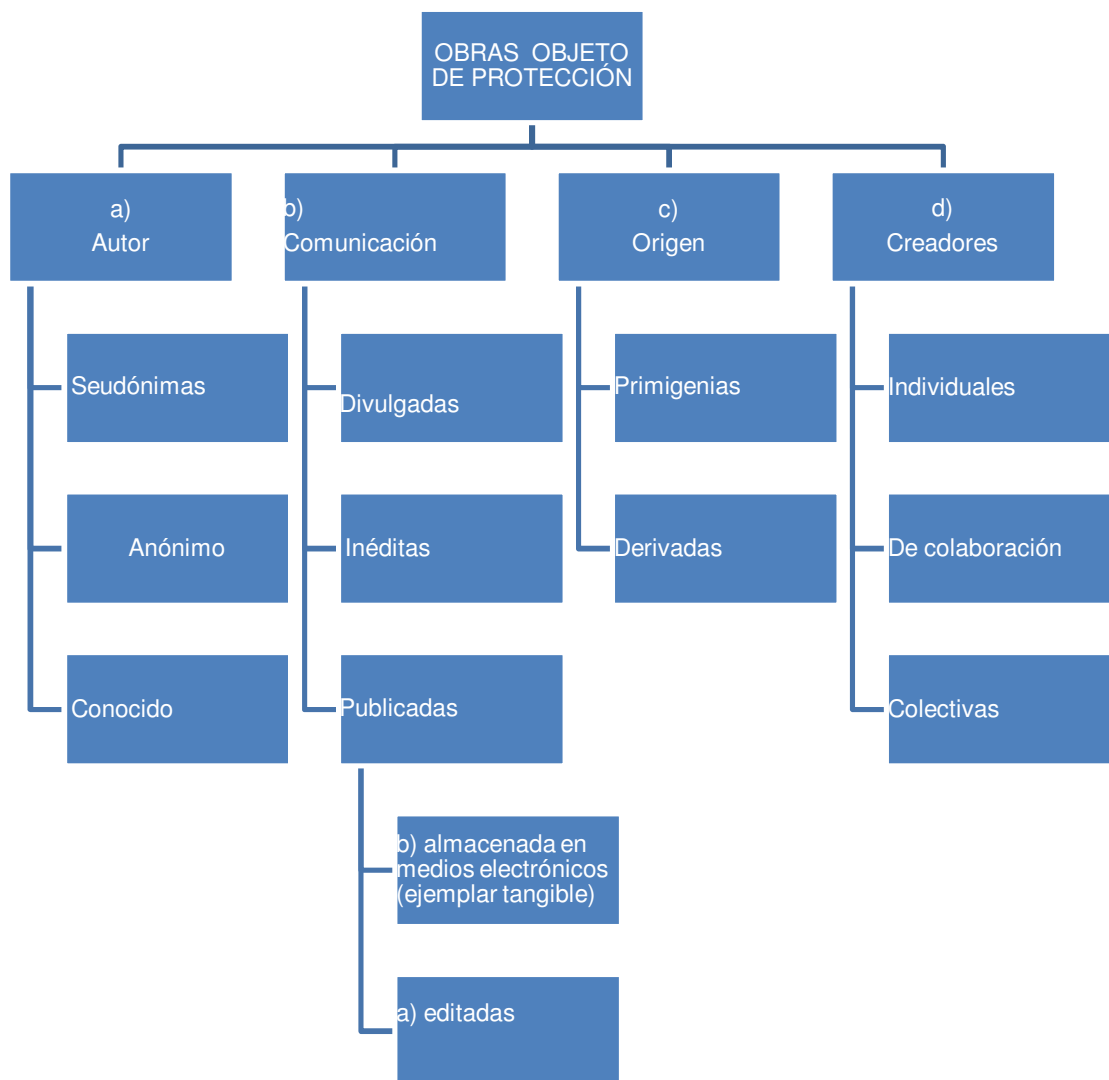 OBRAS OBJETO
DE PROTECCIÓN
a)
Autor
b)
Comunicación
c)
Origen
d)
Creadores
Seudónimas
Divulgadas
Primigenias
Individuales
Anónimo
Inéditas
Derivadas
De colaboración
Conocido
Publicadas
Colectivas
b) almacenada en
medios electrónicos
(ejemplar tangible)
a) editadas